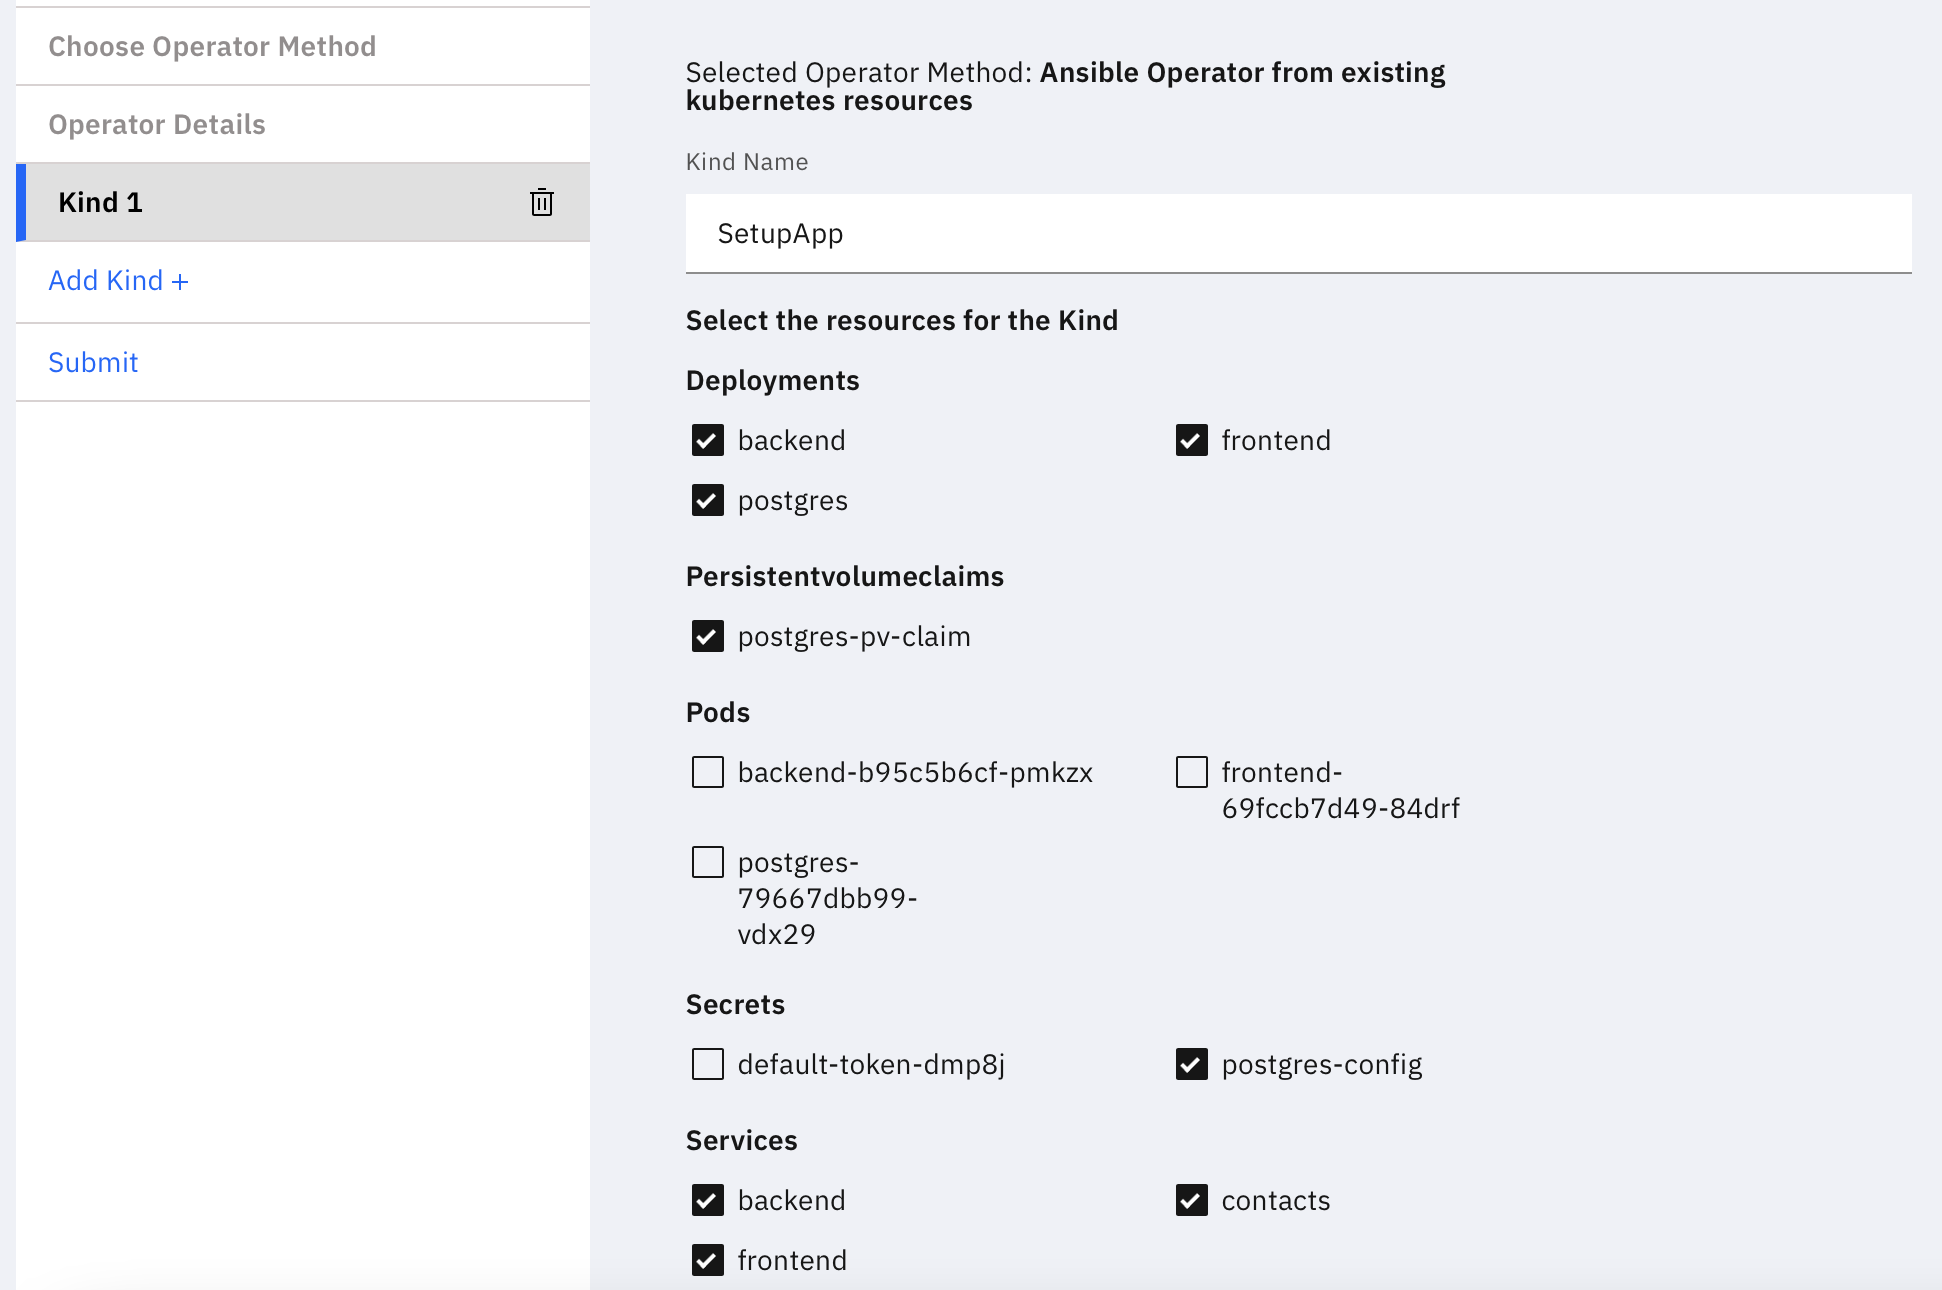 Choose Operator Method
Operator Details
Kind 1
Add Kind +
Submit
Selected Operator Method: Ansible Operator from existing
kubernetes resources
Kind Name
SetupApp
Select the resources for the Kind
Deployments
backend
frontend
postgres
Persistentvolumeclaims
postgres-pv-claim
Pods
backend-b95c5b6cf-pmkzx
frontend-
69fccb7d49-84drf
postgres-
79667dbb99-
vdx29
Secrets
default-token-dmp8j
postgres-config
Services
backend
contacts
frontend